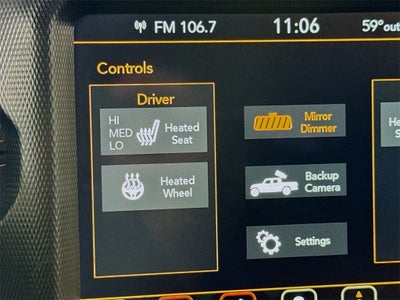 FM 106.7
11:06
59°out
Controls
Driver
HI
MED
LO
Heated
Seat
Mirror
Dimmer
Heated
Wheel
Backup
Camera
Settings